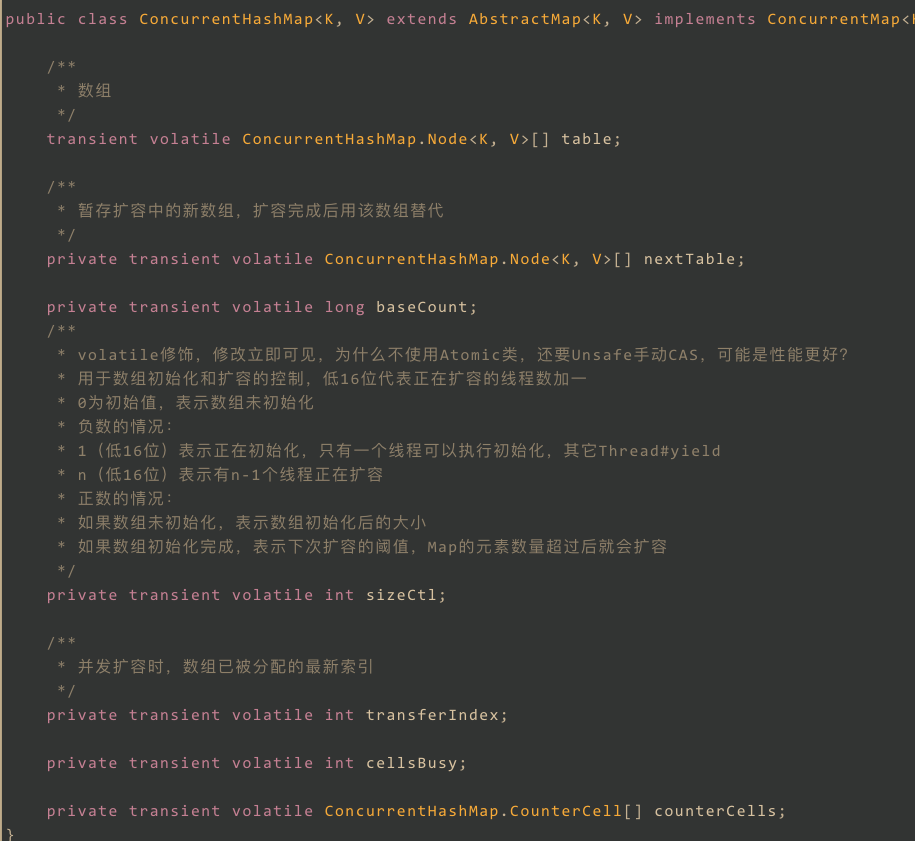 public class ConcurrentHashMap<K, V> extends AbstractMap<K, V> implements ConcurrentMap<
/**
* 数组
*/
transient volatile ConcurrentHashMap.Node<K, V>[] table;
/**
* 暂存扩容中的新数组，扩容完成后用该数组替代
*/
private transient volatile ConcurrentHashMap.Node<K, V>[] nextTable;
private transient volatile long baseCount;
/**
* volatile修饰，修改立即可见，为什么不使用Atomic类，还要Unsafe手动CAS，可能是性能更好?
* 用于数组初始化和扩容的控制，低16位代表正在扩容的线程数加一
* 0为初始值，表示数组未初始化
* 负数的情况：
* 1（低16位）表示正在初始化，只有一个线程可以执行初始化，其它Thread#yield
* n（低16位）表示有n-1个线程正在扩容
* 正数的情况：
* 如果数组未初始化，表示数组初始化后的大小
* 如果数组初始化完成，表示下次扩容的阈值，Map的元素数量超过后就会扩容
*/
private transient volatile int sizeCtl;
/**
* 并发扩容时，数组已被分配的最新索引
*/
private transient volatile int transferIndex;
private transient volatile int cellsBusy;
private transient volatile ConcurrentHashMap.CounterCell[] counterCells;
}